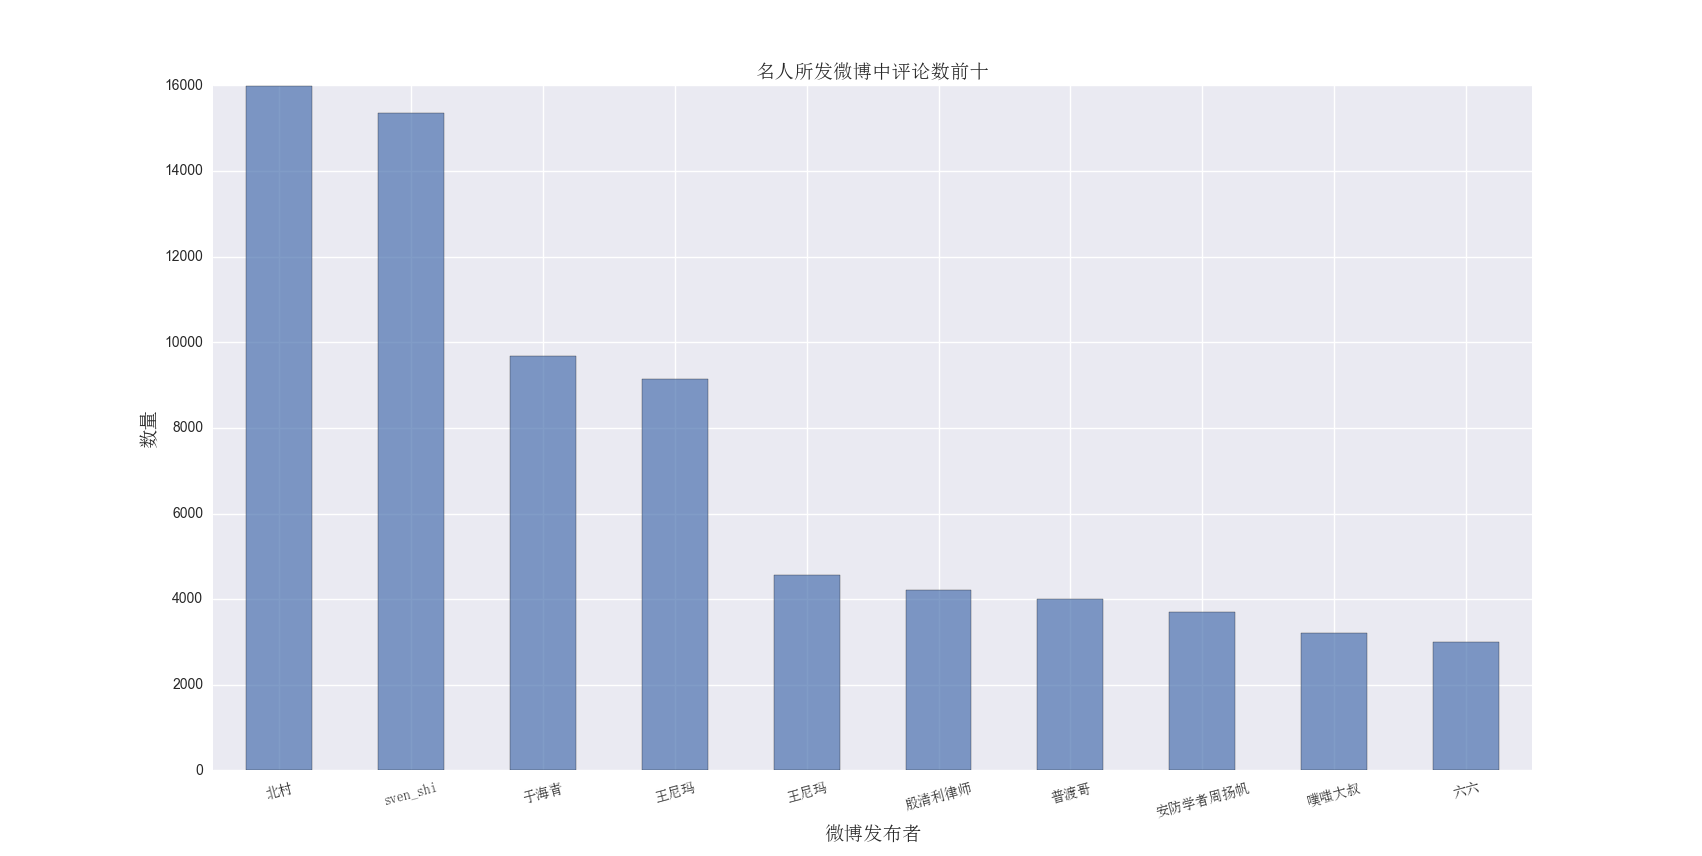 名人所发微博中评论数前十
16000
14000
12000
10000
8000
6000
4000
2000
0
数量
北村
sven_shi
于海青
王尼玛
王尼玛
殷清利律师
普渡哥
安防学者周扬帆
噗嗤大叔
六六
微博发布者